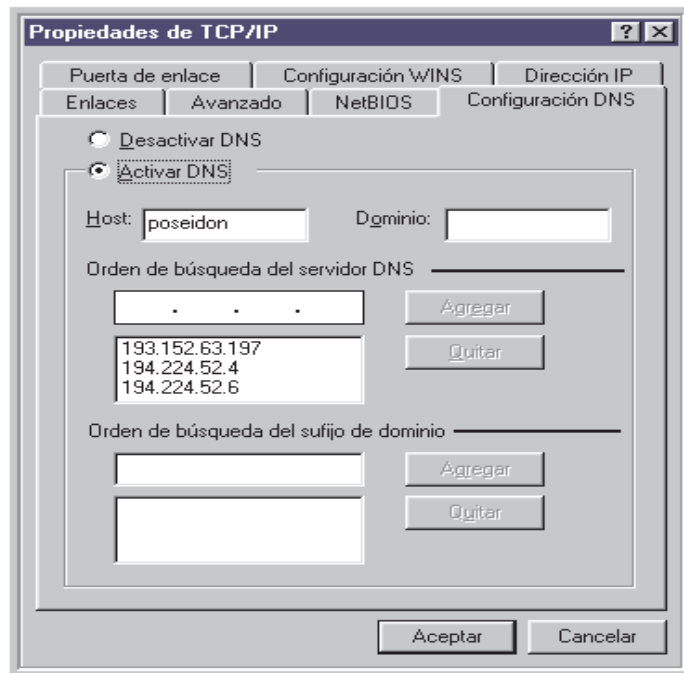 Propiedades de TCP/IP
Puerta de enlace Configuración WINS Dirección IP
Enlaces Avanzado NetBIOS Configuración DNS
Desactivar DNS
Activar DNS
Host: poseidon Dominio:
Orden de búsqueda del servidor DNS
. . . Agregar
193.152.63.197 Quitar
194.224.52.4
194.224.52.6
Orden de búsqueda del sufijo de dominio
Agregar
Quitar
Aceptar Cancelar